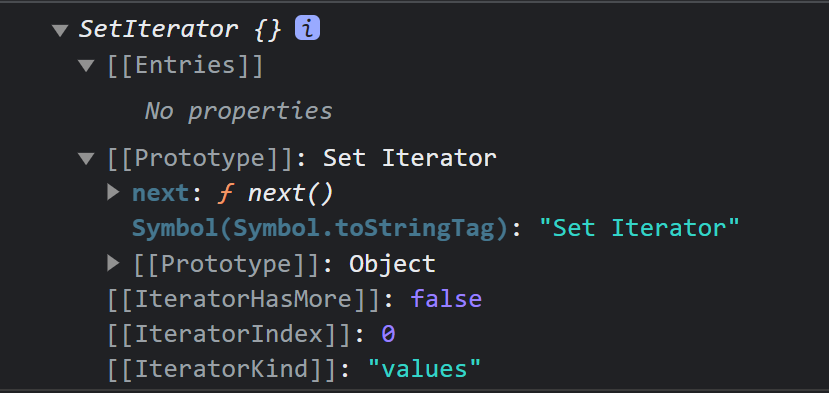 SetIterator {} i
[[Entries]]
No properties
[[Prototype]]: Set Iterator
next: ƒ next()
Symbol(Symbol.toStringTag): "Set Iterator"
[[Prototype]]: Object
[[IteratorHasMore]]: false
[[IteratorIndex]]: 0
[[IteratorKind]]: "values"